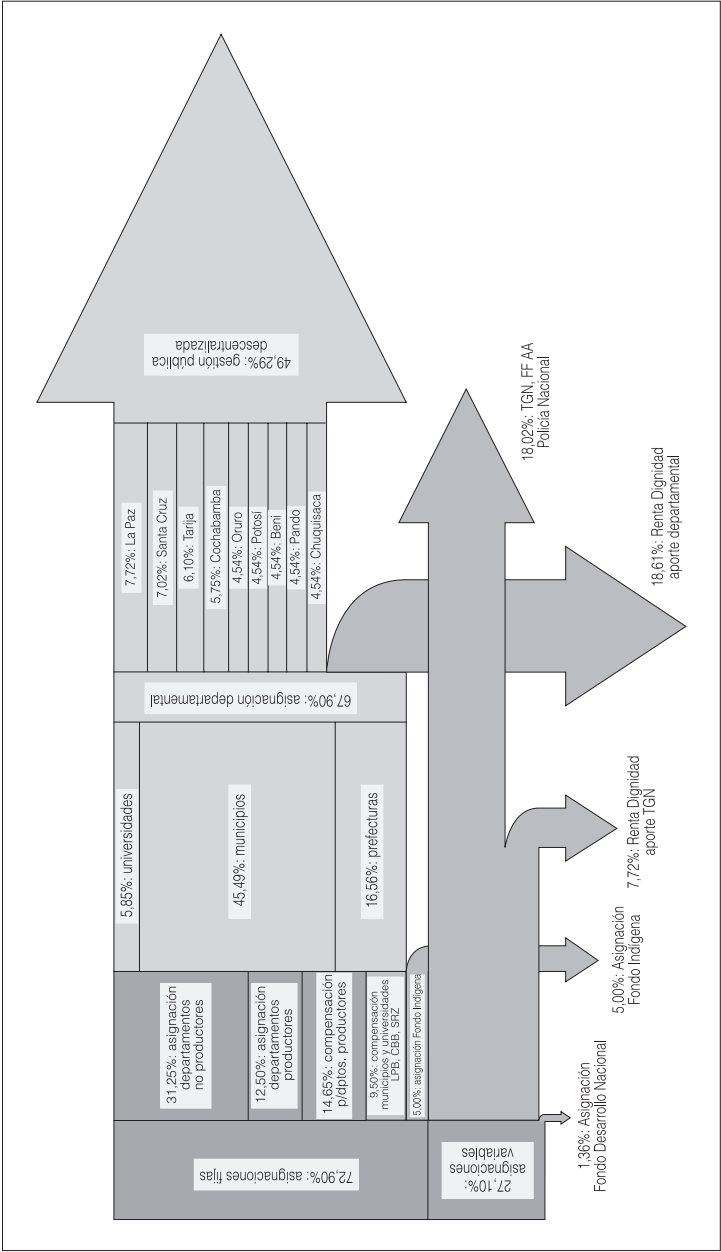 72,90%: asignaciones fijas
27,10%:
asignaciones
variables
31,25%: asignación
departamentos
no productores
12,50%: asignación
departamentos
productores
14,65%: compensación
p/dptos. productores
9,50%: compensación
municipios y universidades
LPB, CBB, SRZ
5,00%: asignación Fondo Indígena
5,85%: universidades
45,49%: municipios
16,56%: prefecturas
67,90%: asignación departamental
7,72%: La Paz
7,02%: Santa Cruz
6,10%: Tarija
5,75%: Cochabamba
4,54%: Oruro
4,54%: Potosí
4,54%: Beni
4,54%: Pando
4,54%: Chuquisaca
49,29%: gestión pública
descentralizada
1,36%: Asignación
Fondo Desarrollo Nacional
5,00%: Asignación
Fondo Indígena
7,72%: Renta Dignidad
aporte TGN
18,61%: Renta Dignidad
aporte departamental
18,02%: TGN, FF AA
Policía Nacional